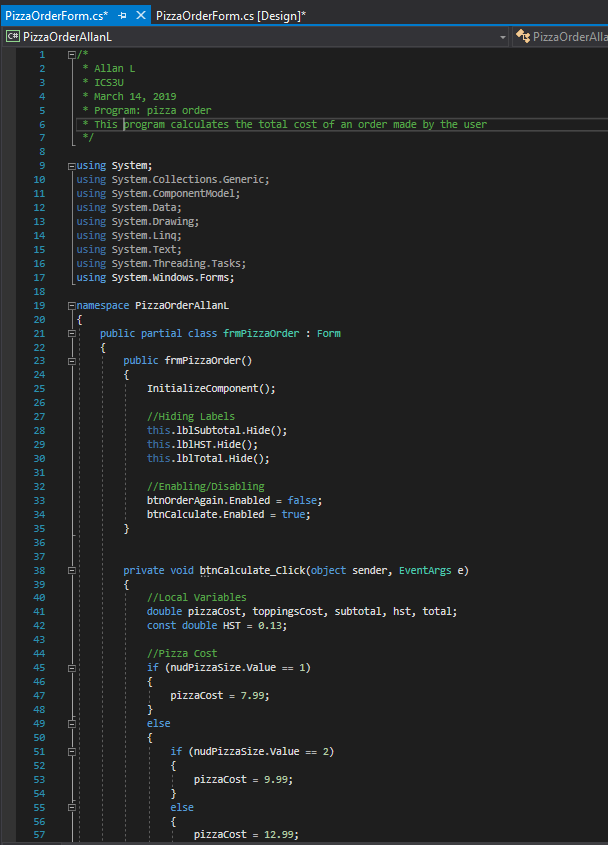 PizzaOrderForm.cs* PizzaOrderForm.cs [Design]*
C# PizzaOrderAllanL PizzaOrderAlla
1 /*
2 * Allan L
3 * ICS3U
4 * March 14, 2019
5 * Program: pizza order
6 * This program calculates the total cost of an order made by the user
7 */
8
9 using System;
10 using System.Collections.Generic;
11 using System.ComponentModel;
12 using System.Data;
13 using System.Drawing;
14 using System.Linq;
15 using System.Text;
16 using System.Threading.Tasks;
17 using System.Windows.Forms;
18
19 namespace PizzaOrderAllanL
20 {
21 public partial class frmPizzaOrder : Form
22 {
23 public frmPizzaOrder()
24 {
25 InitializeComponent();
26
27 //Hiding Labels
28 this.lblSubtotal.Hide();
29 this.lblHST.Hide();
30 this.lblTotal.Hide();
31
32 //Enabling/Disabling
33 btnOrderAgain.Enabled = false;
34 btnCalculate.Enabled = true;
35 }
36
37
38 private void btnCalculate_Click(object sender, EventArgs e)
39 {
40 //Local Variables
41 double pizzaCost, toppingsCost, subtotal, hst, total;
42 const double HST = 0.13;
43
44 //Pizza Cost
45 if (nudPizzaSize.Value == 1)
46 {
47 pizzaCost = 7.99;
48 }
49 else
50 {
51 if (nudPizzaSize.Value == 2)
52 {
53 pizzaCost = 9.99;
54 }
55 else
56 {
57 pizzaCost = 12.99;